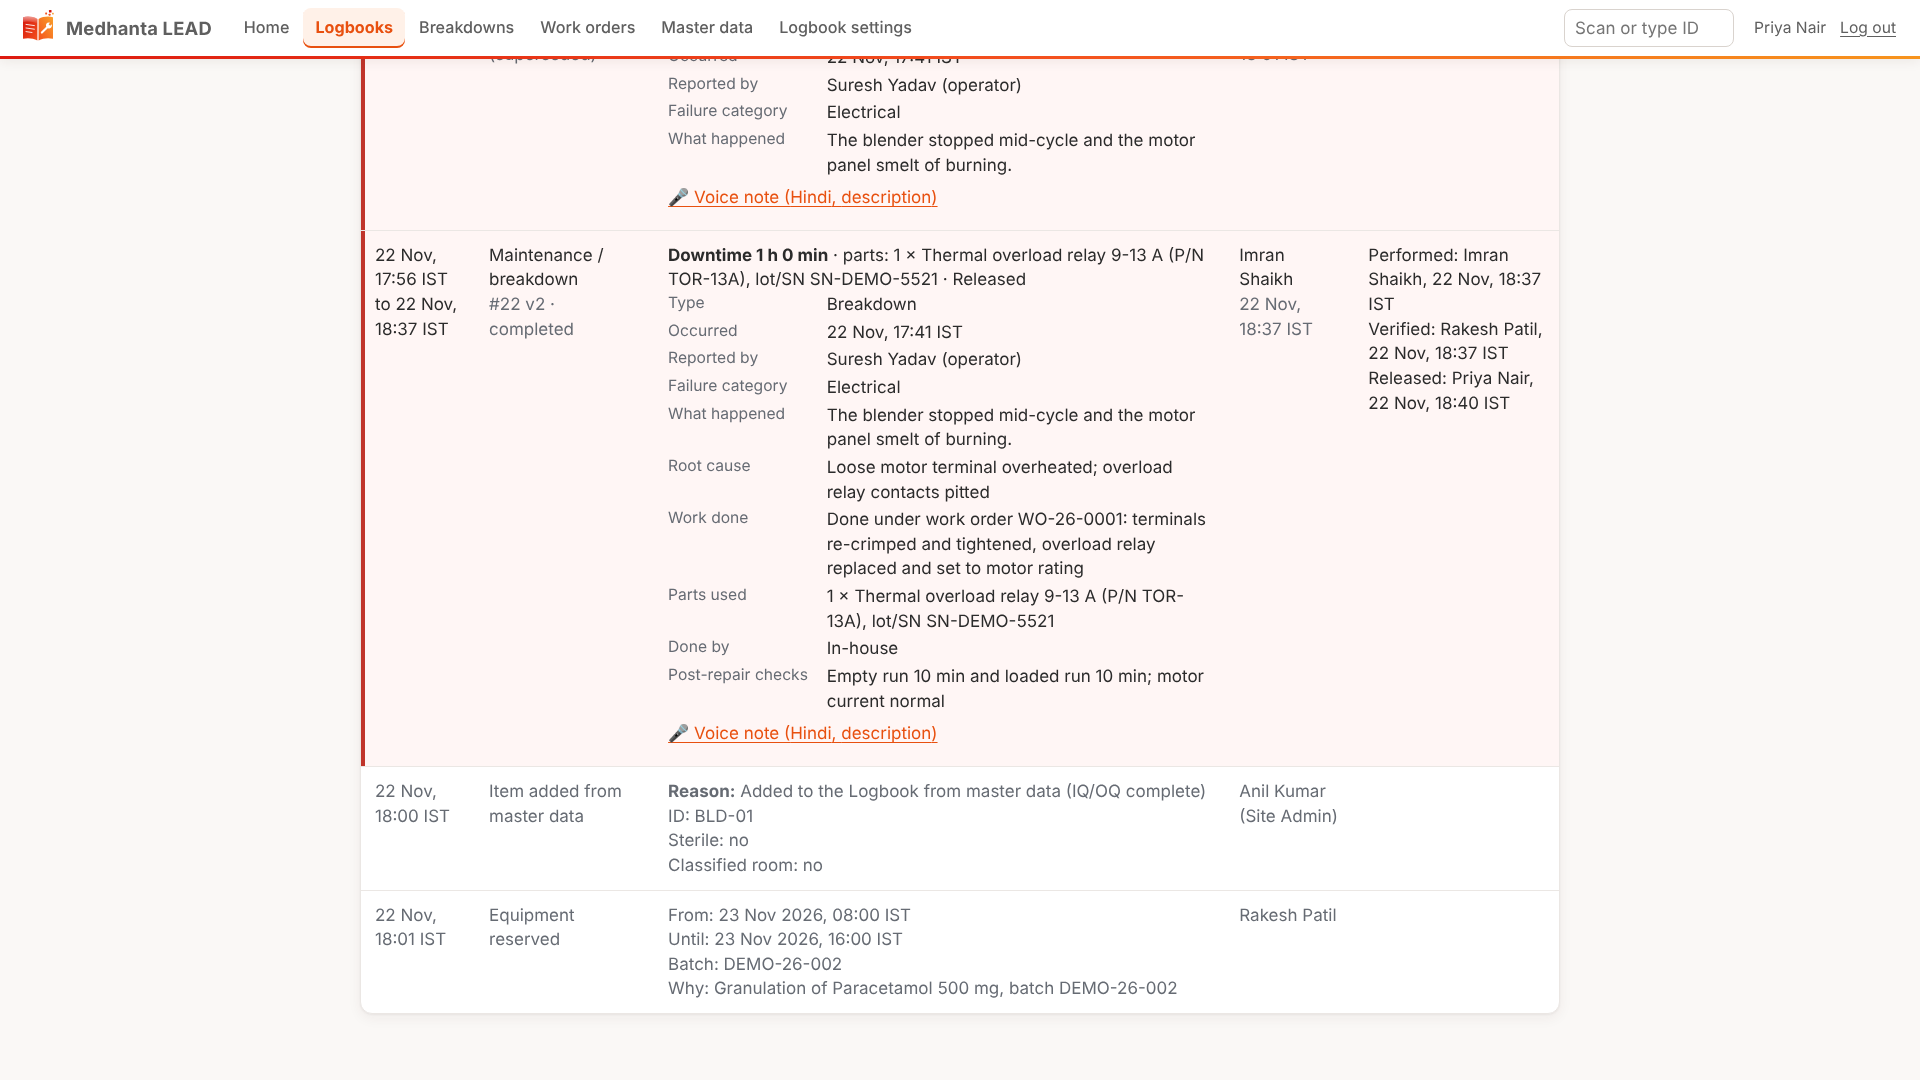 Medhanta LEAD
Home
Logbooks
Breakdowns
Work orders
Master data
Logbook settings
Scan or type ID
Priya Nair
Log out
Reported by
Suresh Yadav (operator)
Failure category
Electrical
What happened
The blender stopped mid-cycle and the motor
panel smelt of burning.
🎤 Voice note (Hindi, description)
22 Nov,
17:56 IST
to 22 Nov,
18:37 IST
Maintenance /
breakdown
#22 v2 ·
completed
Downtime 1 h 0 min · parts: 1 × Thermal overload relay 9-13 A (P/N
TOR-13A), lot/SN SN-DEMO-5521 · Released
Type
Breakdown
Occurred
22 Nov, 17:41 IST
Reported by
Suresh Yadav (operator)
Failure category
Electrical
What happened
The blender stopped mid-cycle and the motor
panel smelt of burning.
Root cause
Loose motor terminal overheated; overload
relay contacts pitted
Work done
Done under work order WO-26-0001: terminals
re-crimped and tightened, overload relay
replaced and set to motor rating
Parts used
1 × Thermal overload relay 9-13 A (P/N TOR-
13A), lot/SN SN-DEMO-5521
Done by
In-house
Post-repair checks
Empty run 10 min and loaded run 10 min; motor
current normal
🎤 Voice note (Hindi, description)
Imran
Shaikh
22 Nov,
18:37 IST
Performed: Imran
Shaikh, 22 Nov, 18:37
IST
Verified: Rakesh Patil,
22 Nov, 18:37 IST
Released: Priya Nair,
22 Nov, 18:40 IST
22 Nov,
18:00 IST
Item added from
master data
Reason: Added to the Logbook from master data (IQ/OQ complete)
ID: BLD-01
Sterile: no
Classified room: no
Anil Kumar
(Site Admin)
22 Nov,
18:01 IST
Equipment
reserved
From: 23 Nov 2026, 08:00 IST
Until: 23 Nov 2026, 16:00 IST
Batch: DEMO-26-002
Why: Granulation of Paracetamol 500 mg, batch DEMO-26-002
Rakesh Patil